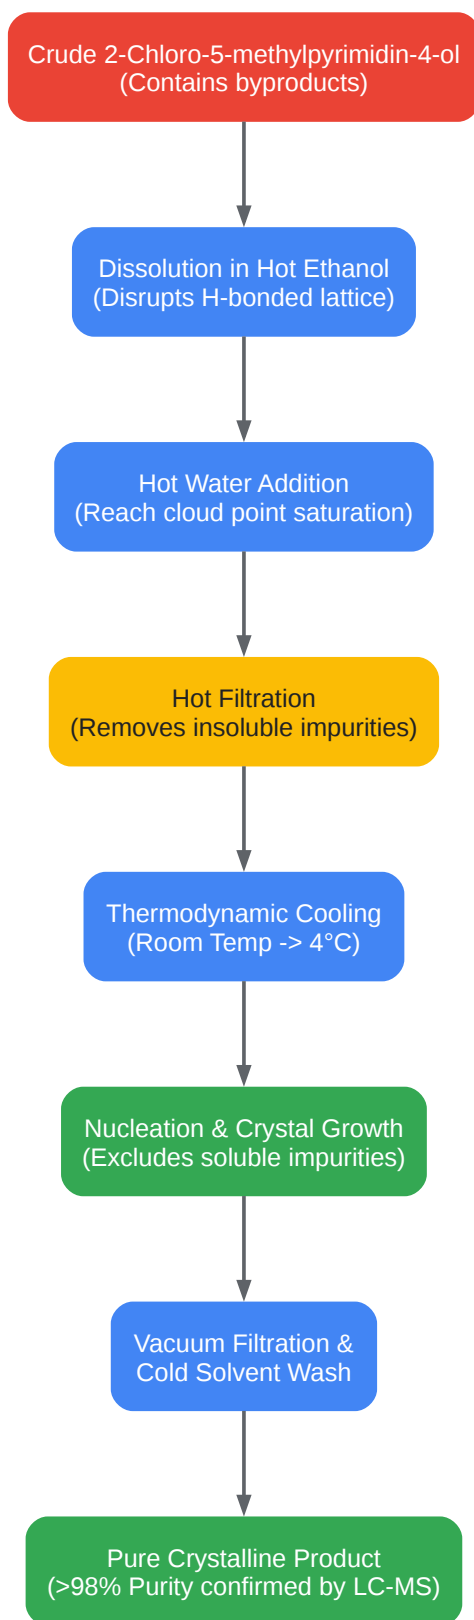 Crude 2-Chloro-5-methylpyrimidin-4-ol
(Contains byproducts)
Dissolution in Hot Ethanol
(Disrupts H-bonded lattice)
Hot Water Addition
(Reach cloud point saturation)
Hot Filtration
(Removes insoluble impurities)
Thermodynamic Cooling
(Room Temp -> 4°C)
Nucleation & Crystal Growth
(Excludes soluble impurities)
Vacuum Filtration &
Cold Solvent Wash
Pure Crystalline Product
(>98% Purity confirmed by LC-MS)